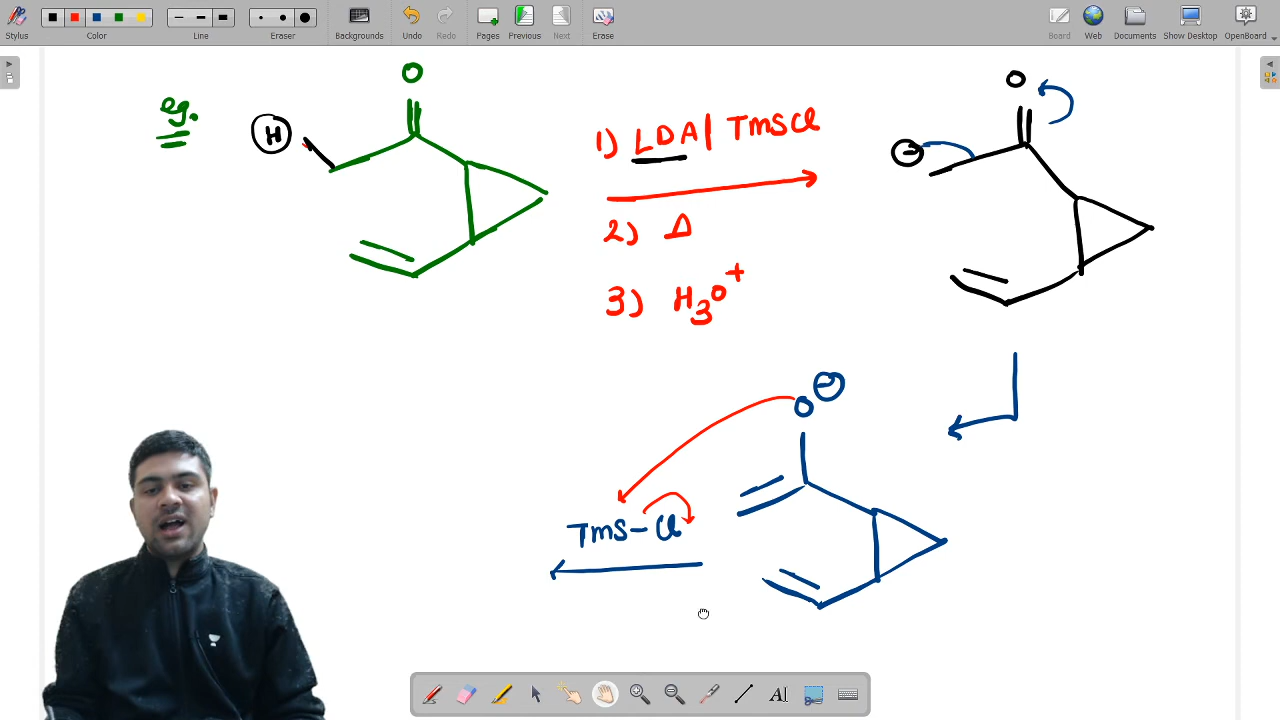 Stylus
Color
Line
Eraser
Backgrounds
Undo
Redo
Pages
Previous
Next
Erase
Board
Web
Documents
Show Desktop
OpenBoard
eg.
H
O
1) LDA/ TMSCl
2) Δ
3) H3O+
O
⊖
O⊖
TMS-Cl
AI